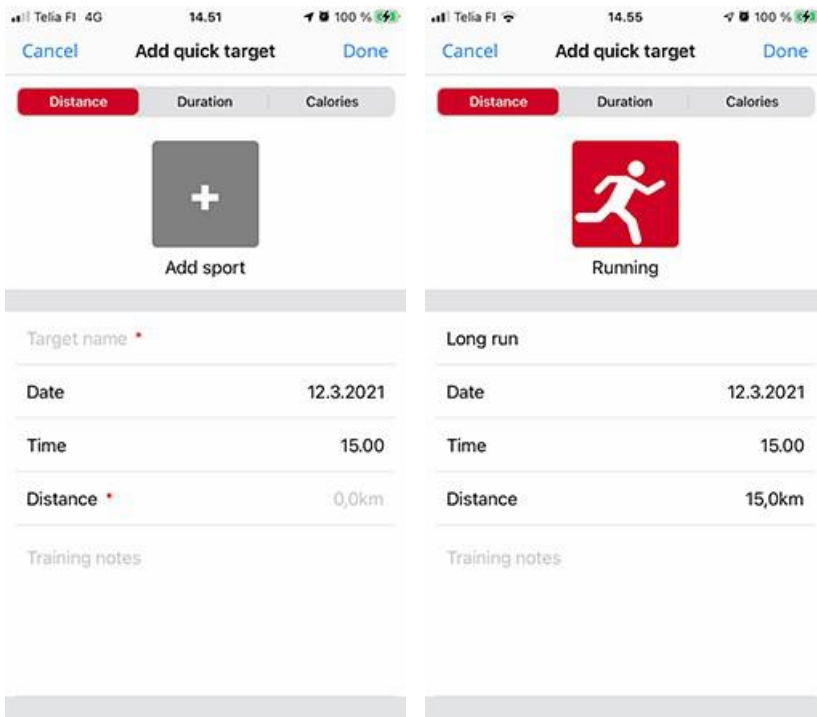 Telia FI 4G 14.51 100 %
Cancel Add quick target Done
Distance Duration Calories
+
Add sport
Target name *
Date 12.3.2021
Time 15.00
Distance * 0,0km
Training notes
Telia FI 14.55 100 %
Cancel Add quick target Done
Distance Duration Calories
Running
Long run
Date 12.3.2021
Time 15.00
Distance 15,0km
Training notes